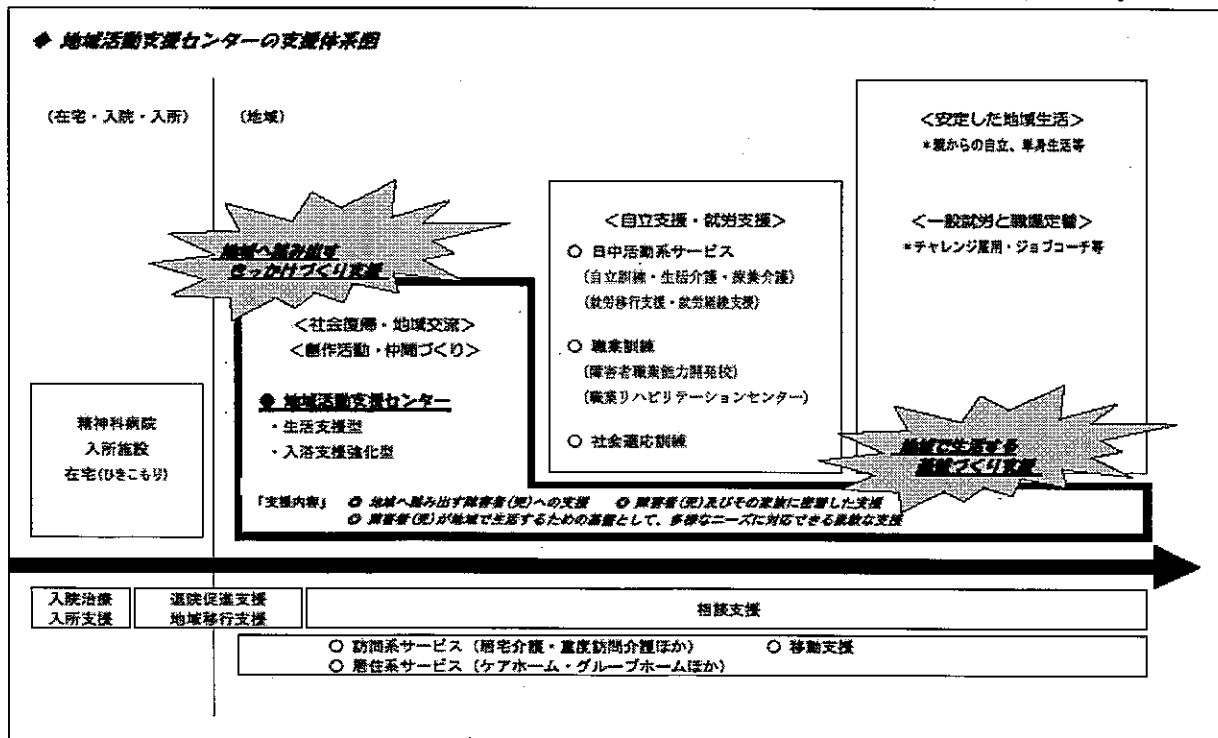 ◆ 地域活動支援センターの支援体系図
(在宅・入院・入所)
(地域)
<安定した地域生活>
*親からの自立、単身生活等
<一般就労と職場定着>
*チャレンジ雇用・ジョブコーチ等
地域へ踏み出す
きっかけづくり支援
<自立支援・就労支援>
○ 日中活動系サービス
(自立訓練・生活介護・療養介護)
(就労移行支援・就労継続支援)
○ 職業訓練
(障害者職業能力開発校)
(職業リハビリテーションセンター)
○ 社会適応訓練
<社会復帰・地域交流>
<創作活動・仲間づくり>
● 地域活動支援センター
・生活支援型
・入浴支援強化型
精神科病院
入所施設
在宅(ひきこもり)
地域で生活する
基盤づくり支援
「支援内容」 ◎ 地域へ踏み出す障害者(児)への支援 ◎ 障害者(児)及びその家族に密着した支援
◎ 障害者(児)が地域で生活するための基盤として、多様なニーズに対応できる柔軟な支援
入院治療
入所支援
退院促進支援
地域移行支援
相談支援
○ 訪問系サービス(居宅介護・重度訪問介護ほか) ○ 移動支援
○ 居住系サービス(ケアホーム・グループホームほか)